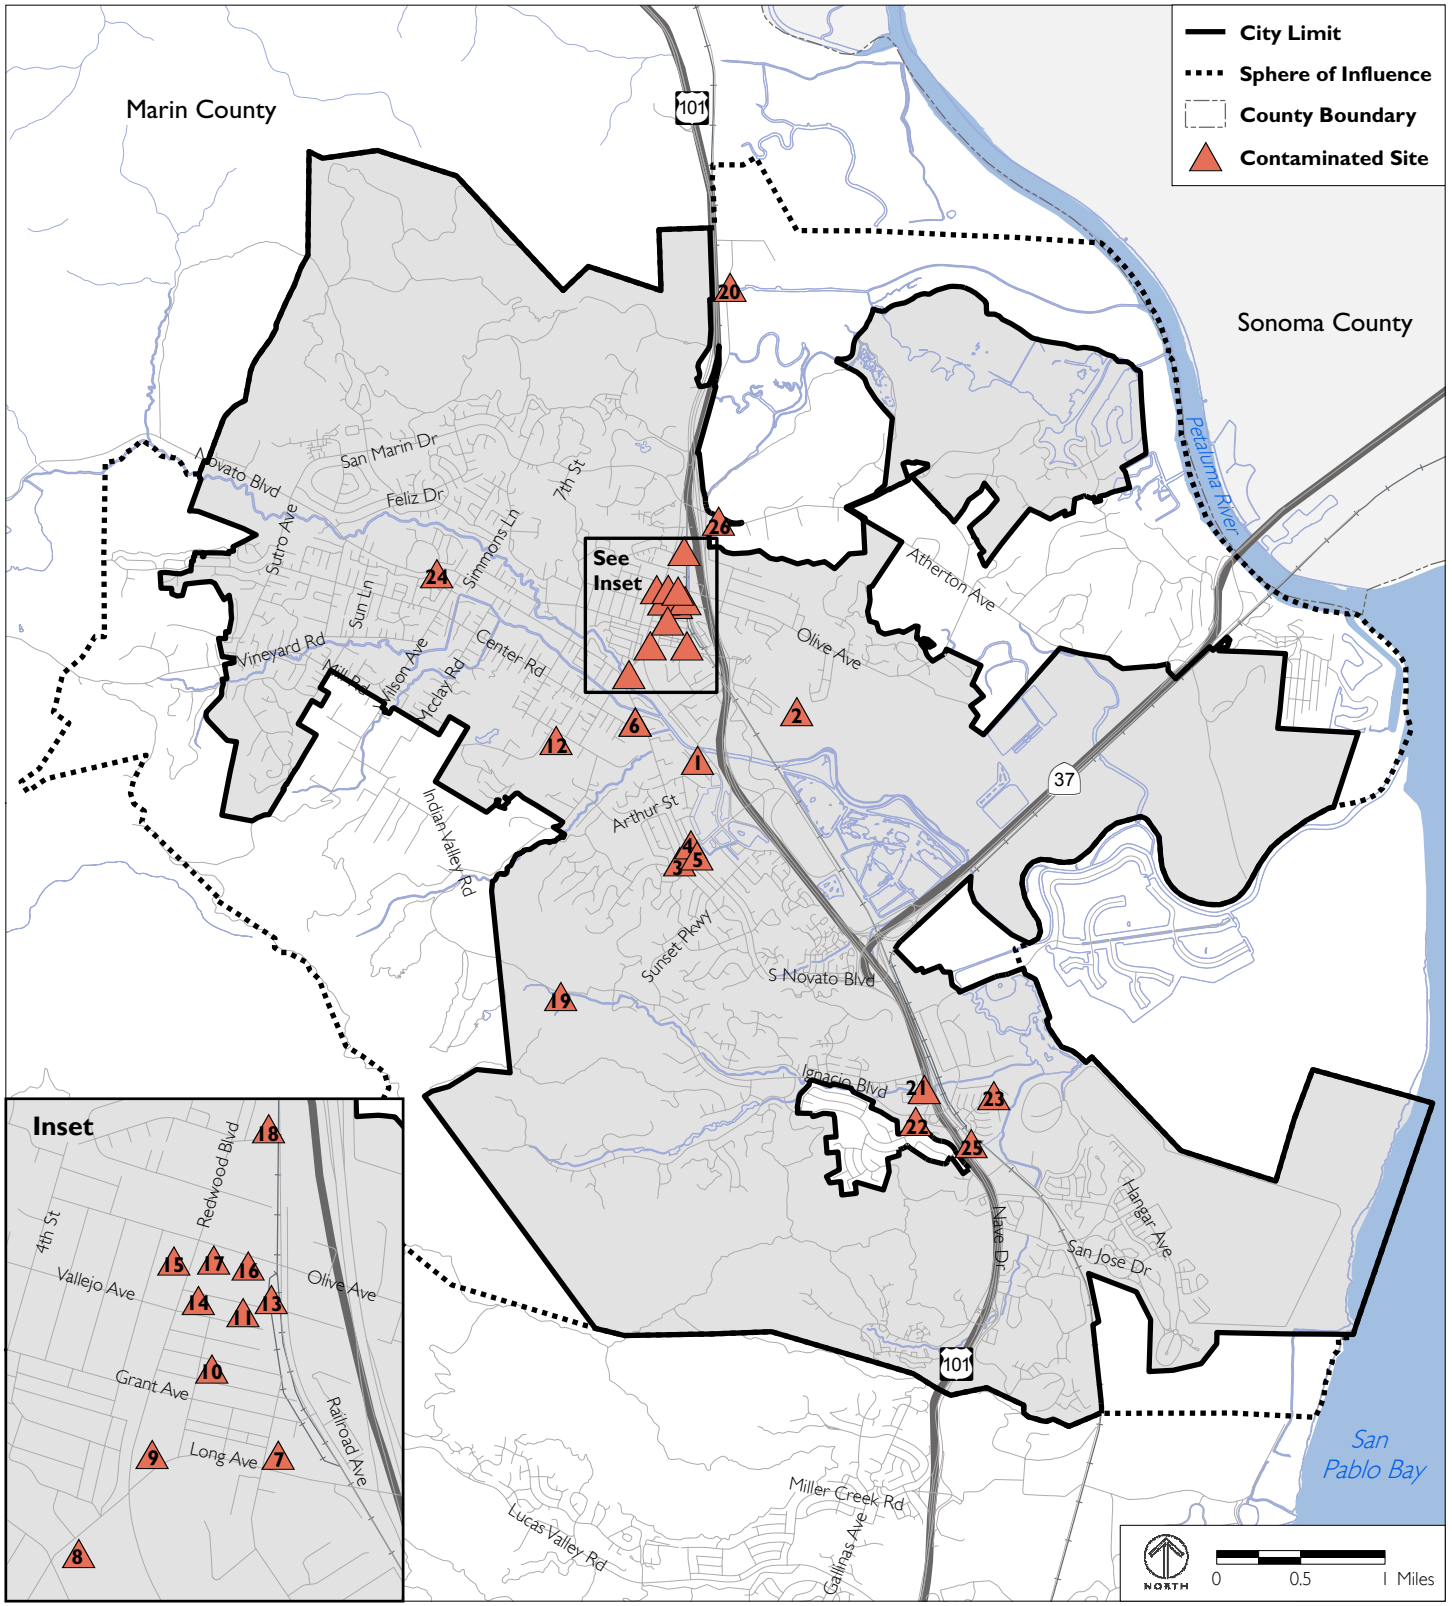 City Limit
Sphere of Influence
County Boundary
Contaminated Site
Marin County
101
Sonoma County
20
Petaluma River
San Marin Dr
Novato Blvd
Feliz Dr
7th St
Simmons Ln
Sutro Ave
26
See
Inset
24
Sun Ln
Atherton Ave
Vineyard Rd
Mill Rd
Wilson Ave
Mcclay Rd
Center Rd
Olive Ave
2
6
12
1
37
Indian Valley Rd
Arthur St
4
3
5
Sunset Pkwy
S Novato Blvd
19
Ignacio Blvd
21
23
22
25
Hangar Ave
Nave Dr
San Jose Dr
101
San
Pablo Bay
Miller Creek Rd
Lucas Valley Rd
Gallinas Ave
Inset
18
Redwood Blvd
4th St
15
17
16
Vallejo Ave
Olive Ave
14
11
13
10
Grant Ave
Railroad Ave
9
Long Ave
7
8
NORTH
0 0.5 1 Miles